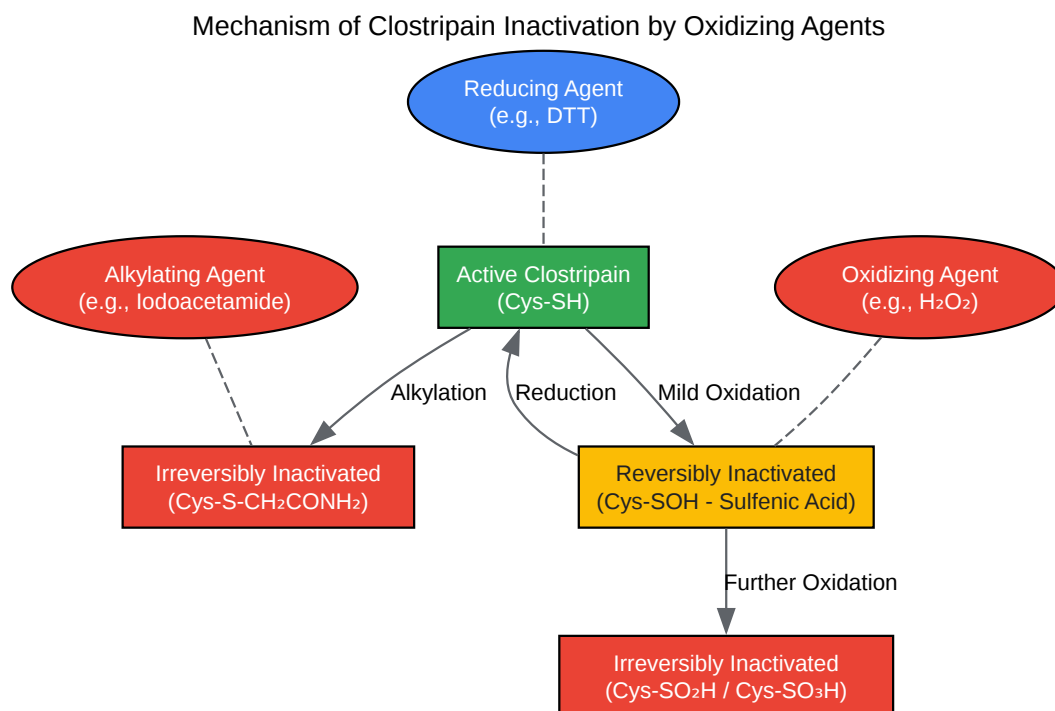 Mechanism of Clostripain Inactivation by Oxidizing Agents
Reducing Agent
(e.g., DTT)
Alkylating Agent
(e.g., Iodoacetamide)
Active Clostripain
(Cys-SH)
Oxidizing Agent
(e.g., H₂O₂)
Alkylation
Reduction
Mild Oxidation
Irreversibly Inactivated
(Cys-S-CH₂CONH₂)
Reversibly Inactivated
(Cys-SOH - Sulfenic Acid)
Further Oxidation
Irreversibly Inactivated
(Cys-SO₂H / Cys-SO₃H)